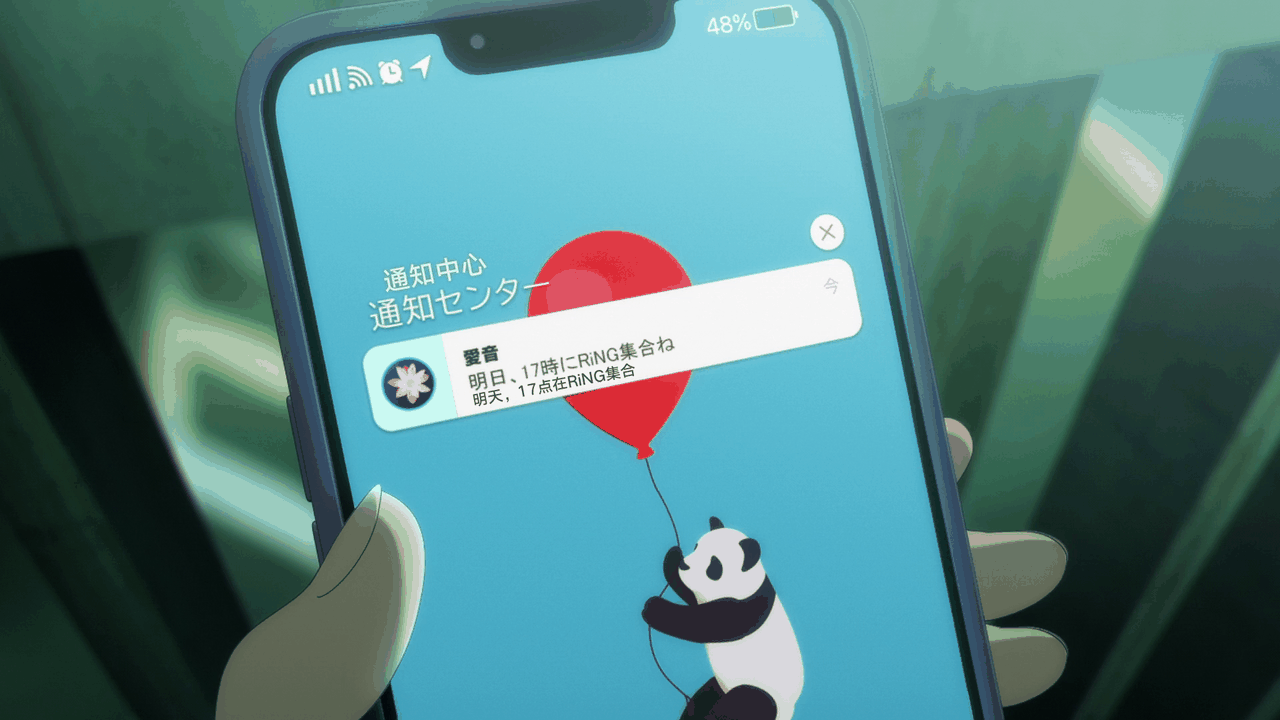 48%
通知中心
通知センター
今
愛音
明日、17時にRiNG集合ね
明天，17点在RiNG集合